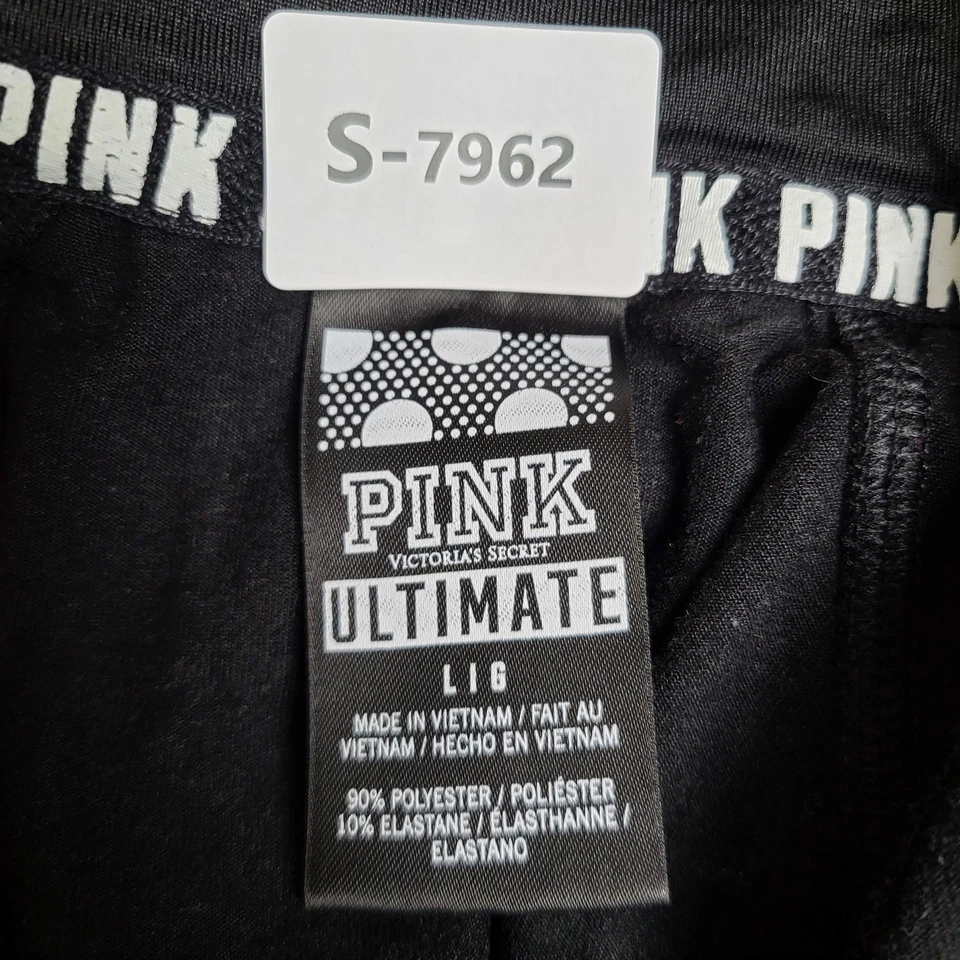 S-7962
PINK
PINK
PINK
VICTORIA'S SECRET
ULTIMATE
L | G
MADE IN VIETNAM / FAIT AU
VIETNAM / HECHO EN VIETNAM
90% POLYESTER / POLIÉSTER
10% ELASTANE / ÉLASTHANNE /
ELASTANO